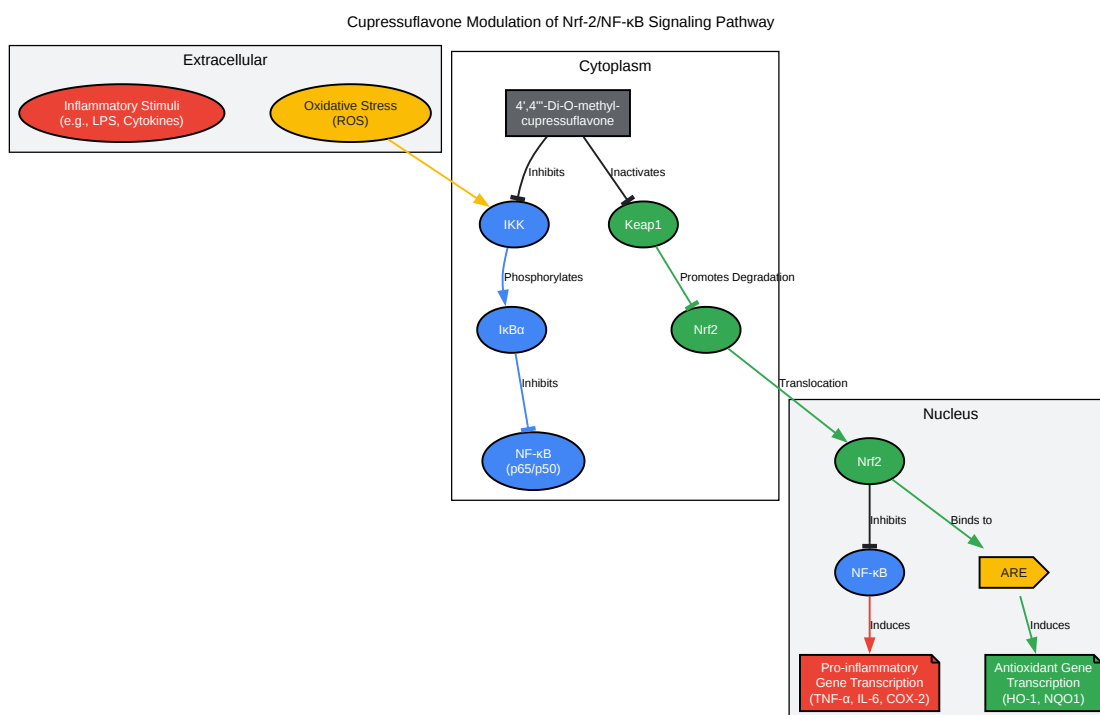 Cupressuflavone Modulation of Nrf-2/NF-κB Signaling Pathway
Extracellular
Inflammatory Stimuli
(e.g., LPS, Cytokines)
Oxidative Stress
(ROS)
Cytoplasm
4',4'''-Di-O-methyl-
cupressuflavone
Inhibits
Inactivates
IKK
Keap1
Phosphorylates
Promotes Degradation
IκBα
Nrf2
Inhibits
Translocation
NF-κB
(p65/p50)
Nucleus
Nrf2
Inhibits
Binds to
NF-κB
ARE
Induces
Induces
Pro-inflammatory
Gene Transcription
(TNF-α, IL-6, COX-2)
Antioxidant Gene
Transcription
(HO-1, NQO1)